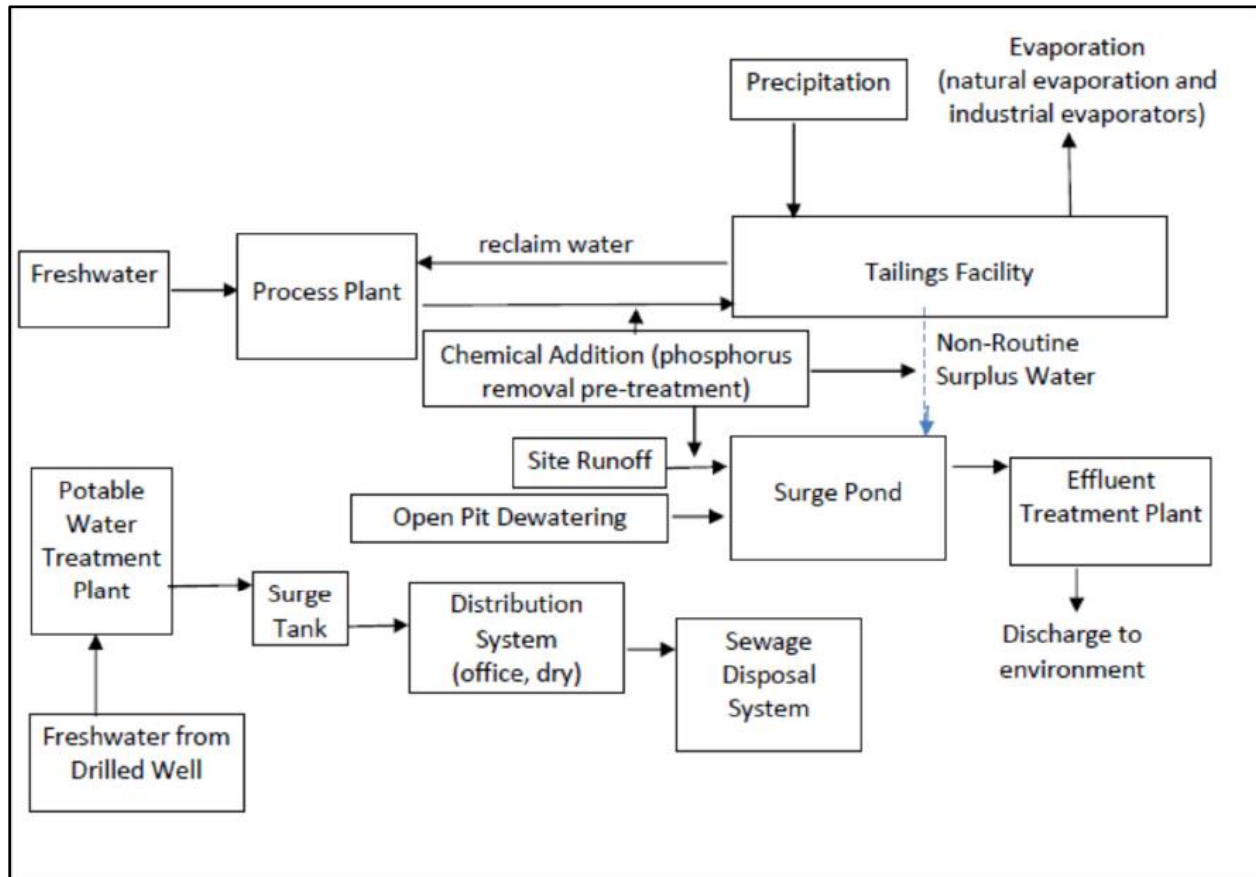 Precipitation
Evaporation
(natural evaporation and
industrial evaporators)
Freshwater
Process Plant
reclaim water
Tailings Facility
Chemical Addition (phosphorus
removal pre-treatment)
Non-Routine
Surplus Water
Site Runoff
Open Pit Dewatering
Surge Pond
Effluent
Treatment Plant
Discharge to
environment
Potable
Water
Treatment
Plant
Surge
Tank
Distribution
System
(office, dry)
Sewage
Disposal
System
Freshwater from
Drilled Well